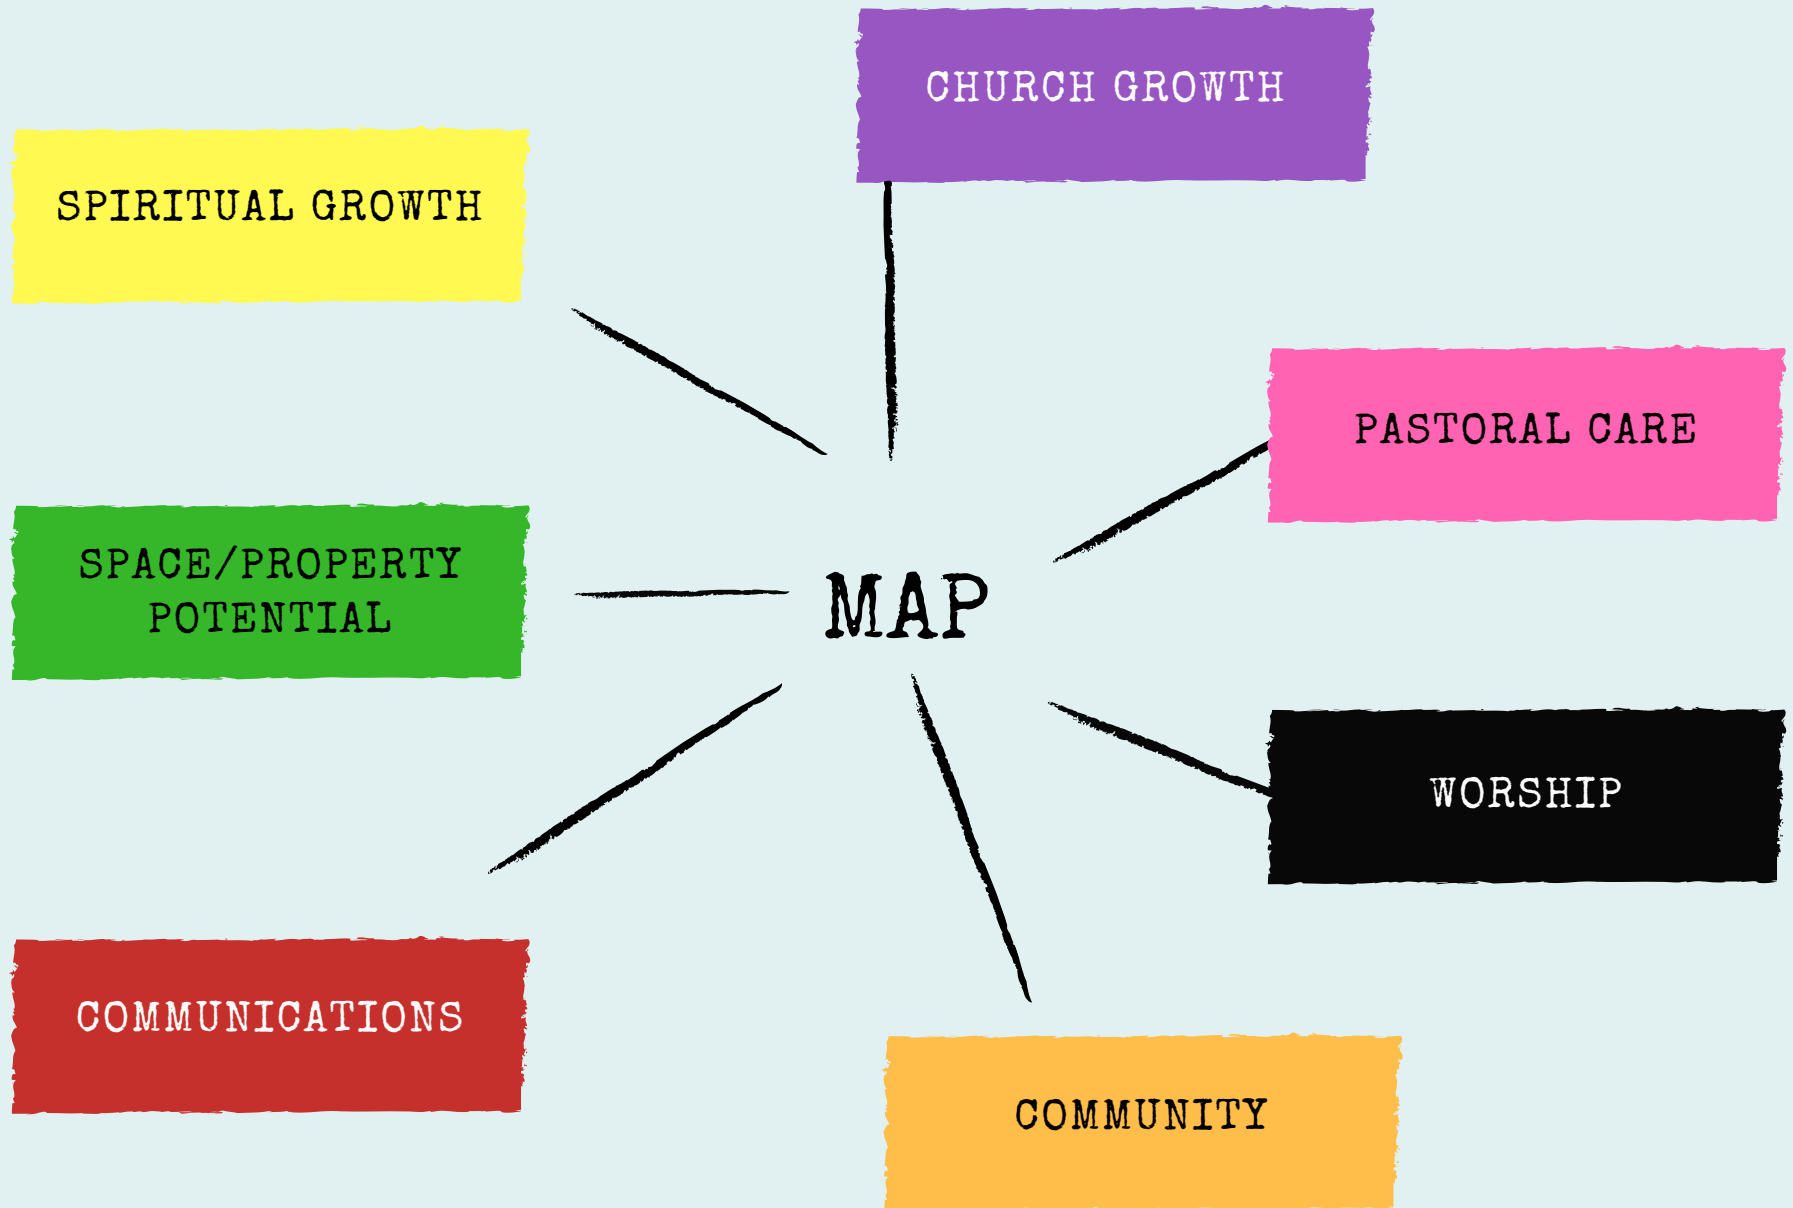 CHURCH GROWTH
SPIRITUAL GROWTH
PASTORAL CARE
SPACE/PROPERTY
POTENTIAL
MAP
WORSHIP
COMMUNICATIONS
COMMUNITY